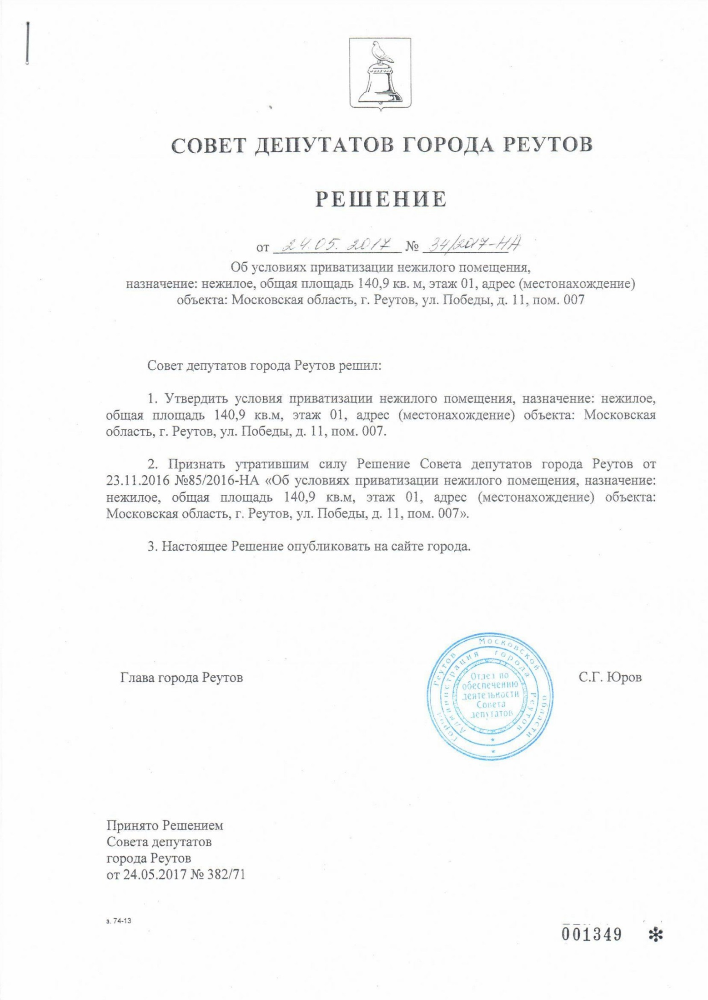 СОВЕТ ДЕПУТАТОВ ГОРОДА РЕУТОВ
РЕШЕНИЕ
от 24.05.2017 № 34/2017-НА
Об условиях приватизации нежилого помещения,
назначение: нежилое, общая площадь 140,9 кв. м, этаж 01, адрес (местонахождение)
объекта: Московская область, г. Реутов, ул. Победы, д. 11, пом. 007
Совет депутатов города Реутов решил:
1. Утвердить условия приватизации нежилого помещения, назначение: нежилое,
общая площадь 140,9 кв.м, этаж 01, адрес (местонахождение) объекта: Московская
область, г. Реутов, ул. Победы, д. 11, пом. 007.
2. Признать утратившим силу Решение Совета депутатов города Реутов от
23.11.2016 №85/2016-НА «Об условиях приватизации нежилого помещения, назначение:
нежилое, общая площадь 140,9 кв.м, этаж 01, адрес (местонахождение) объекта:
Московская область, г. Реутов, ул. Победы, д. 11, пом. 007».
3. Настоящее Решение опубликовать на сайте города.
Глава города Реутов
С.Г. Юров
Город Реутов Московской области
Администрация города Реутов
Отдел по
обеспечению
деятельности
Совета
депутатов
Принято Решением
Совета депутатов
города Реутов
от 24.05.2017 № 382/71
з. 74-13
001349